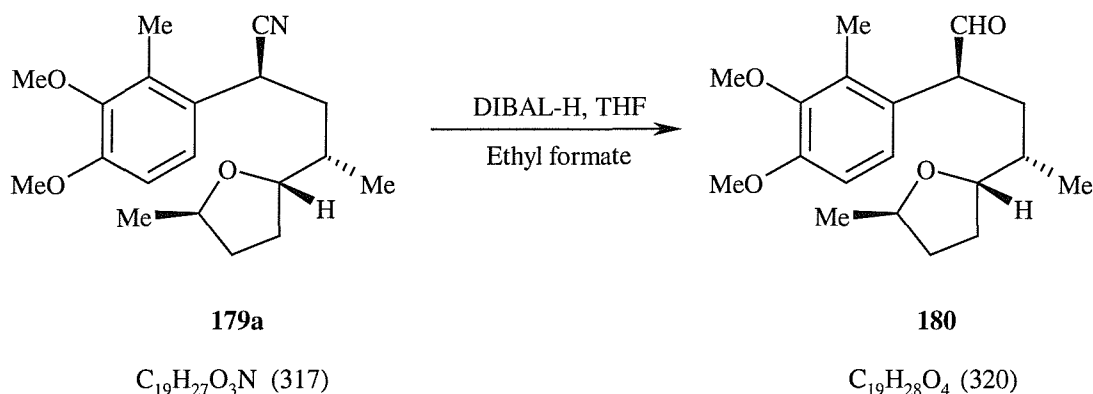 Me
CN
MeO
MeO
O
Me
H
Me
179a
C₁₉H₂₇O₃N (317)
DIBAL-H, THF
Ethyl formate
Me
CHO
MeO
MeO
O
Me
H
Me
180
C₁₉H₂₈O₄ (320)